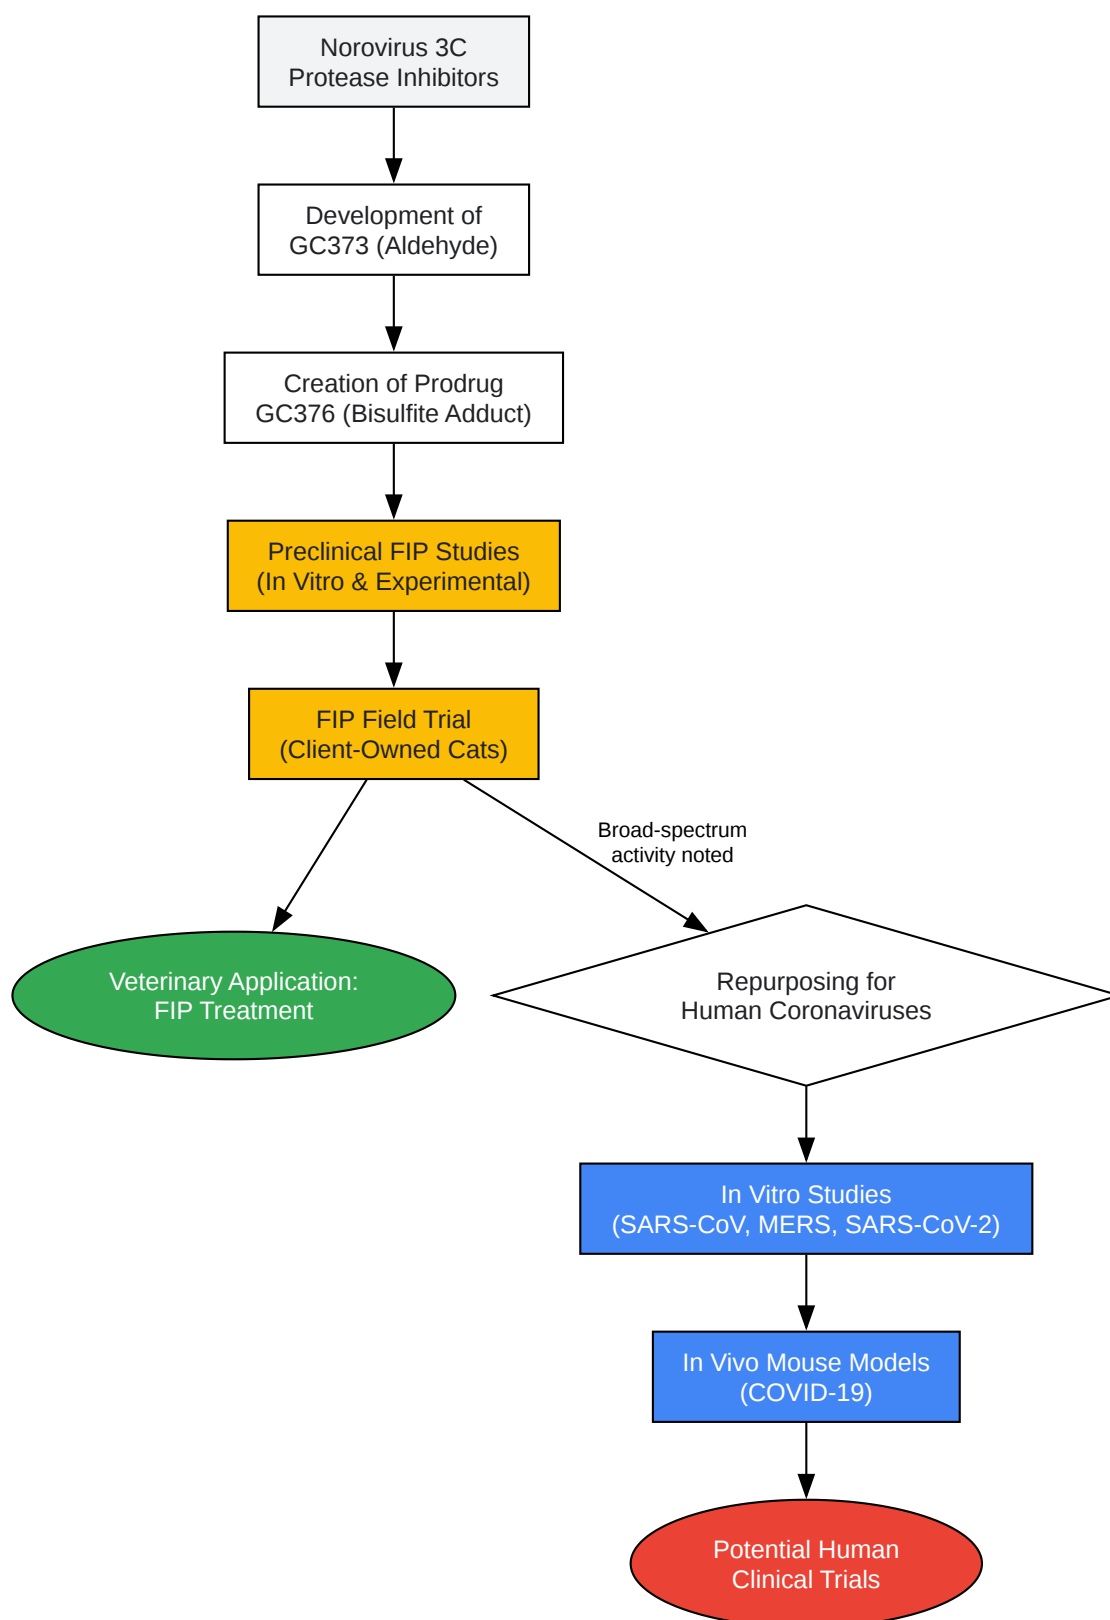 Norovirus 3C
Protease Inhibitors
Development of
GC373 (Aldehyde)
Creation of Prodrug
GC376 (Bisulfite Adduct)
Preclinical FIP Studies
(In Vitro & Experimental)
FIP Field Trial
(Client-Owned Cats)
Broad-spectrum
activity noted
Veterinary Application:
FIP Treatment
Repurposing for
Human Coronaviruses
In Vitro Studies
(SARS-CoV, MERS, SARS-CoV-2)
In Vivo Mouse Models
(COVID-19)
Potential Human
Clinical Trials